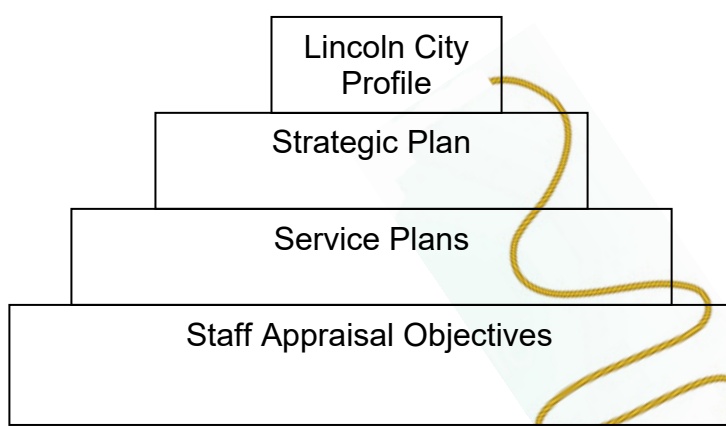 Lincoln City
Profile
Strategic Plan
Service Plans
Staff Appraisal Objectives